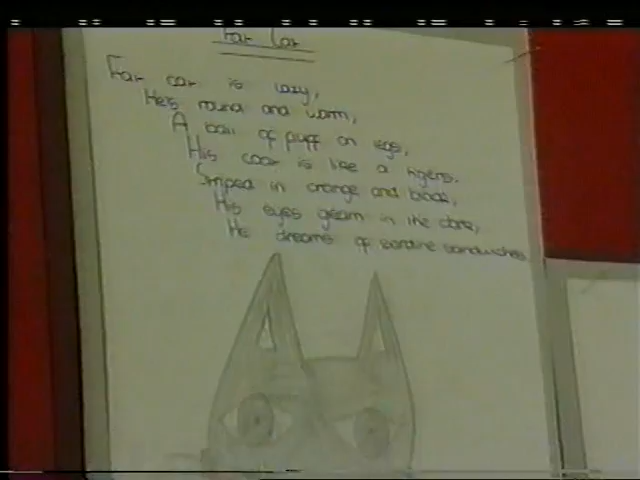 Fat Cat
Fat cat is lazy,
He's round and warm,
A ball of puff on legs,
His coat is like a tigers.
Striped in orange and black,
His eyes gleam in the dark,
He dreams of sardine sandwiches